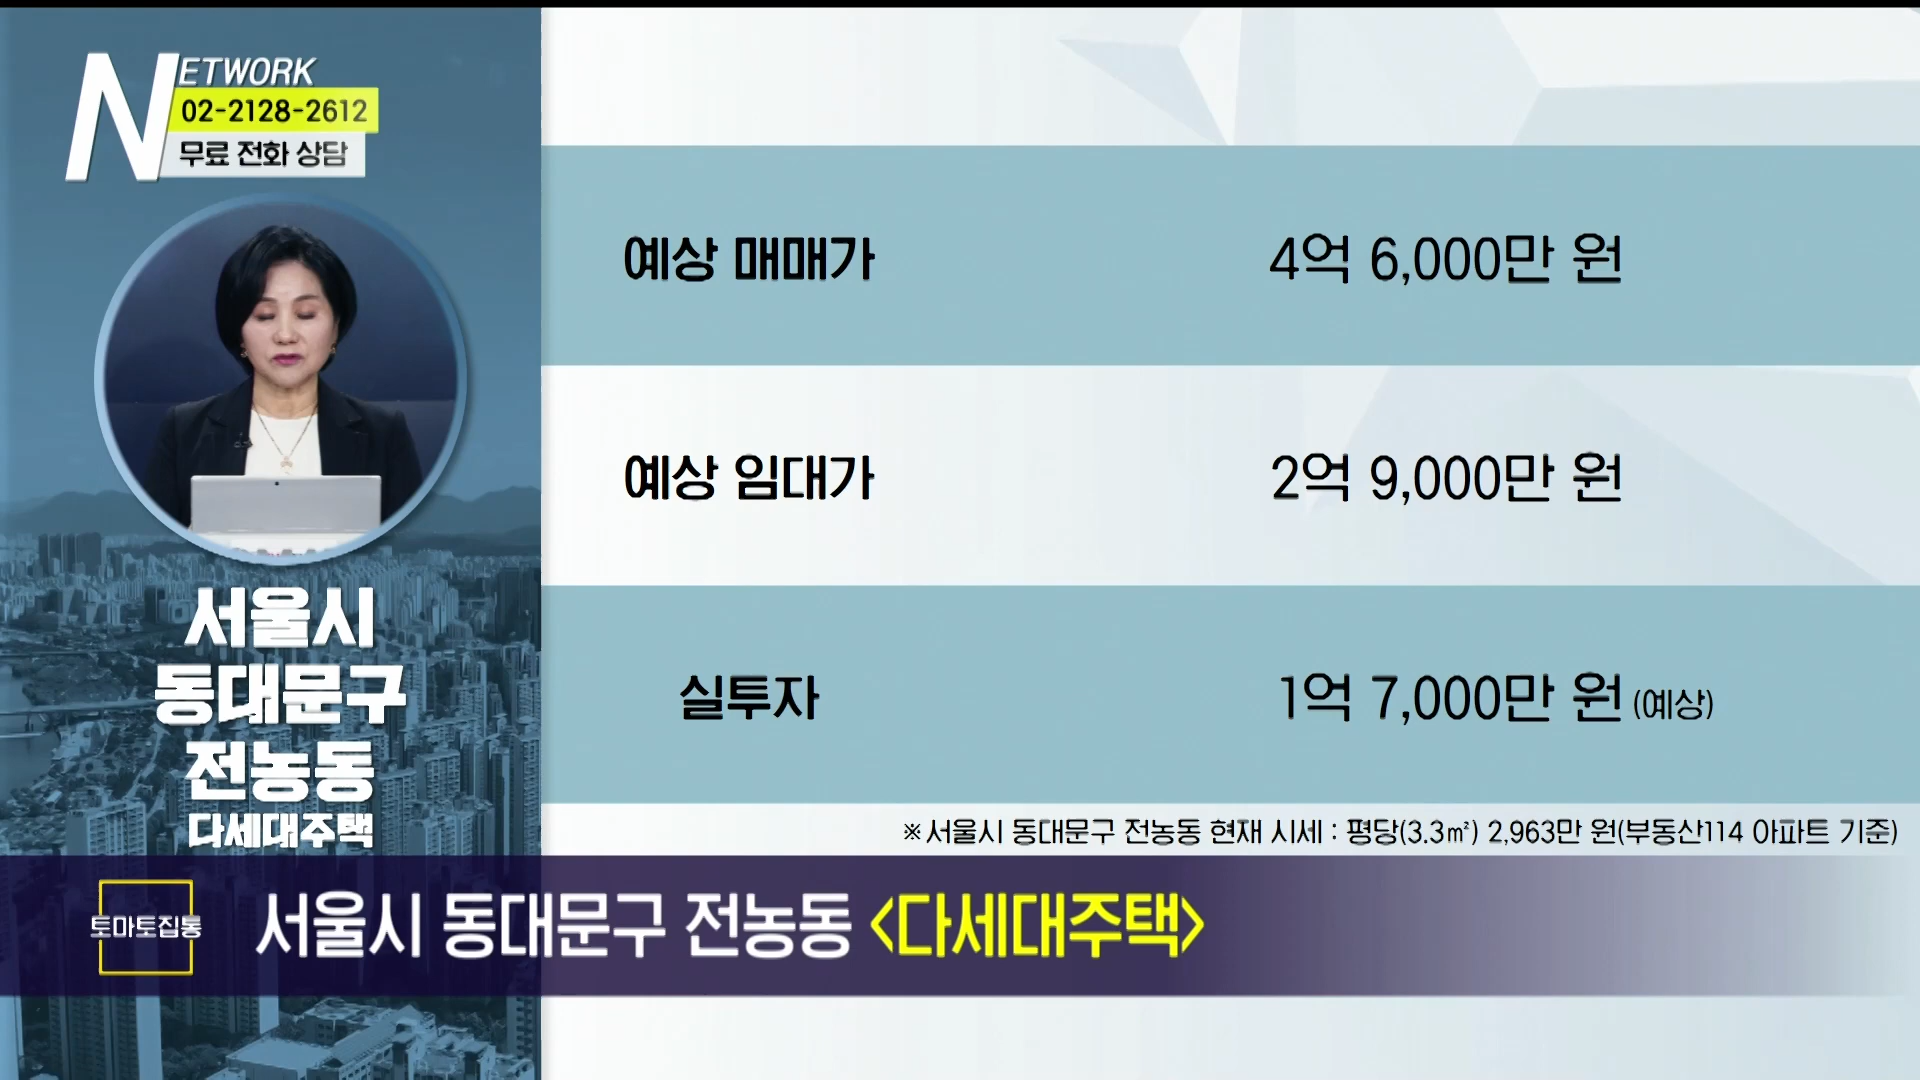 NETWORK
02-2128-2612
무료 전화 상담
서울시
동대문구
전농동
다세대주택
예상 매매가 4억 6,000만 원
예상 임대가 2억 9,000만 원
실투자 1억 7,000만 원 (예상)
※서울시 동대문구 전농동 현재 시세 : 평당(3.3㎡) 2,963만 원(부동산114 아파트 기준)
토마토집통
서울시 동대문구 전농동 <다세대주택>